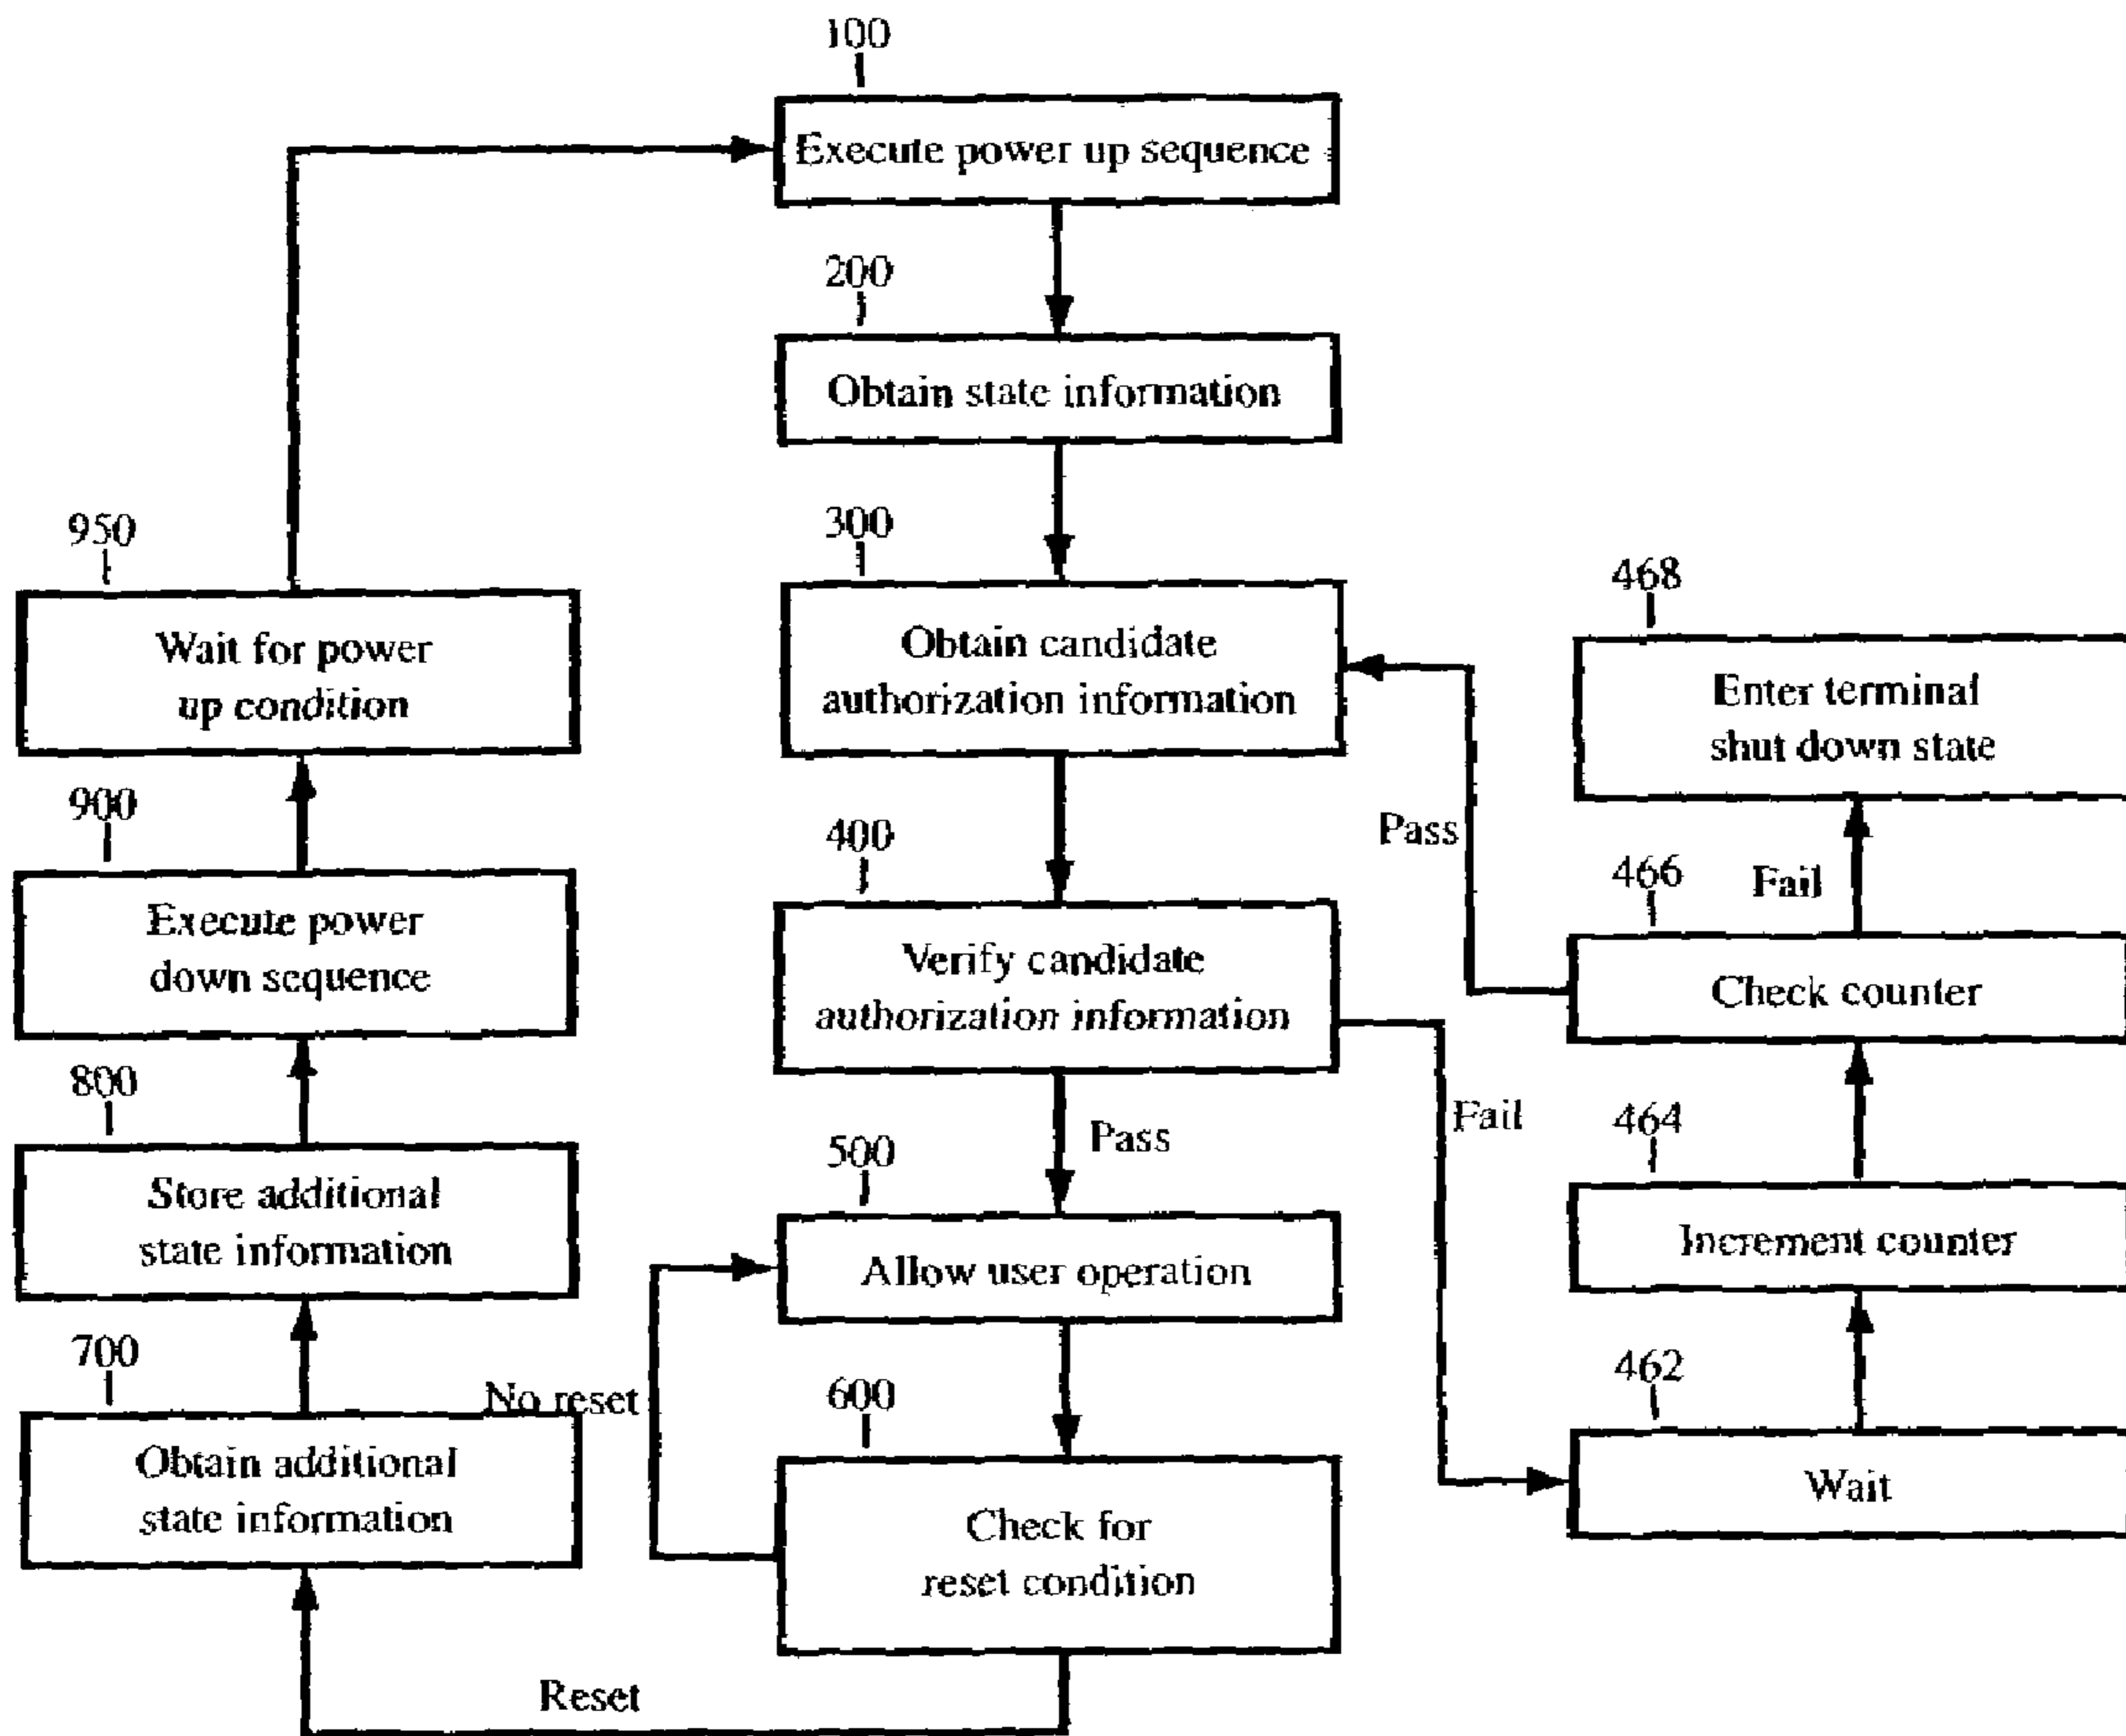 100
Execute power up sequence
200
Obtain state information
300
Obtain candidate
authorization information
400
Verify candidate
authorization information
Pass
Fail
500
Allow user operation
No reset
600
Check for
reset condition
Reset
700
Obtain additional
state information
800
Store additional
state information
900
Execute power
down sequence
950
Wait for power
up condition
462
Wait
464
Increment counter
466
Check counter
Pass
Fail
468
Enter terminal
shut down state